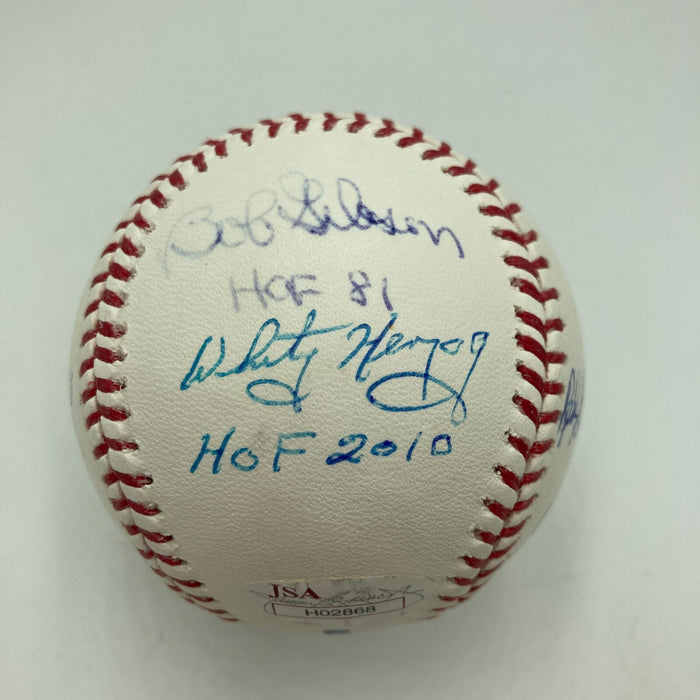 Bob Gibson
HOF 81
Whitey Herzog
HOF 2010
JSA
H02868